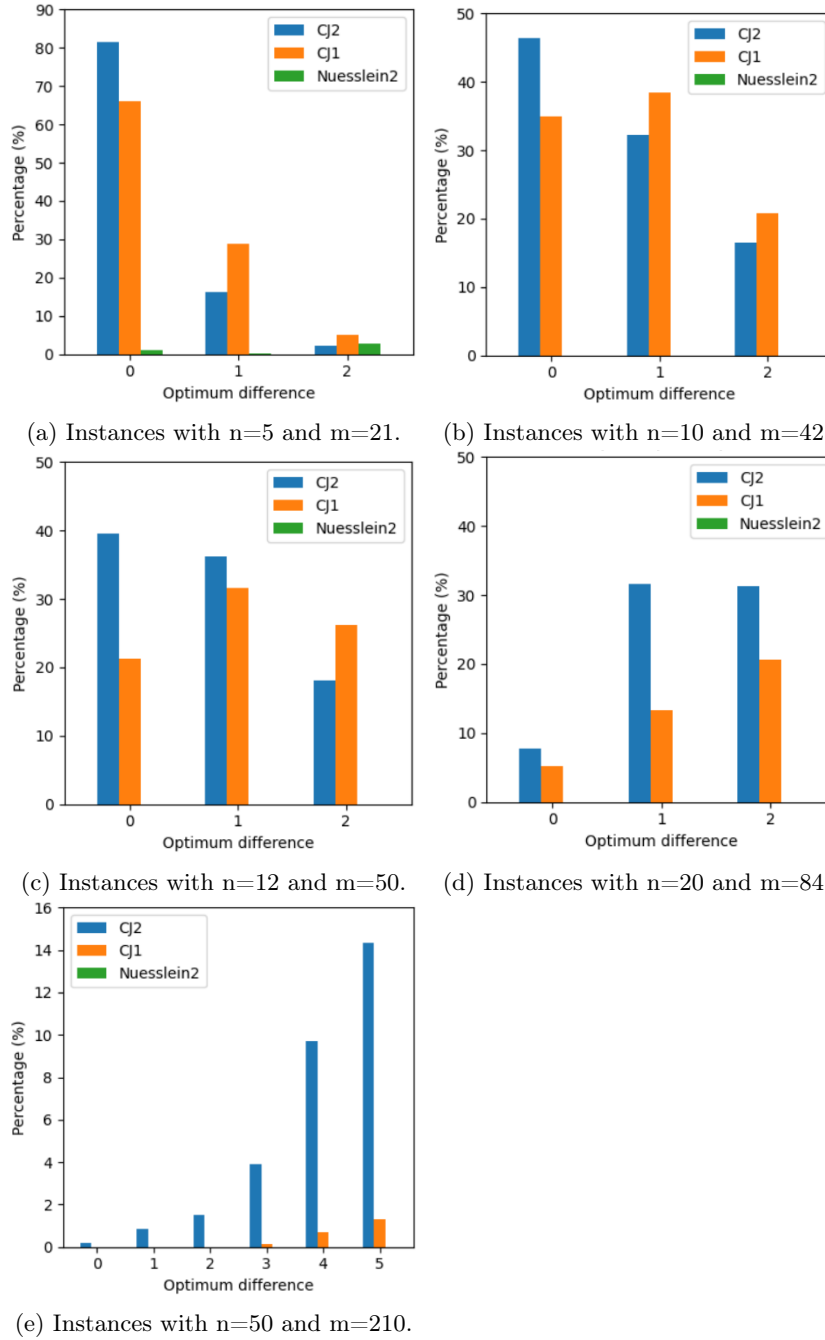 90
80
70
60
50
40
30
20
10
0
Percentage (%)
CJ2
CJ1
Nuesslein2
0 1 2
Optimum difference
(a) Instances with n=5 and m=21.
50
40
30
20
10
0
Percentage (%)
CJ2
CJ1
Nuesslein2
0 1 2
Optimum difference
(b) Instances with n=10 and m=42
50
40
30
20
10
0
Percentage (%)
CJ2
CJ1
Nuesslein2
0 1 2
Optimum difference
(c) Instances with n=12 and m=50.
50
40
30
20
10
0
Percentage (%)
CJ2
CJ1
Nuesslein2
0 1 2
Optimum difference
(d) Instances with n=20 and m=84
16
14
12
10
8
6
4
2
0
Percentage (%)
CJ2
CJ1
Nuesslein2
0 1 2 3 4 5
Optimum difference
(e) Instances with n=50 and m=210.